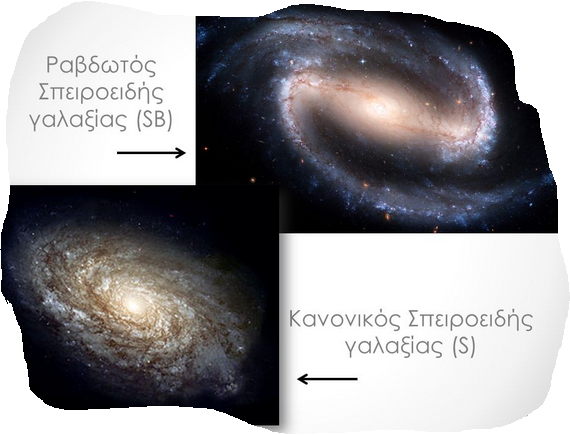 Ραβδωτός
Σπειροειδής
γαλαξίας (SB)
Κανονικός Σπειροειδής
γαλαξίας (S)